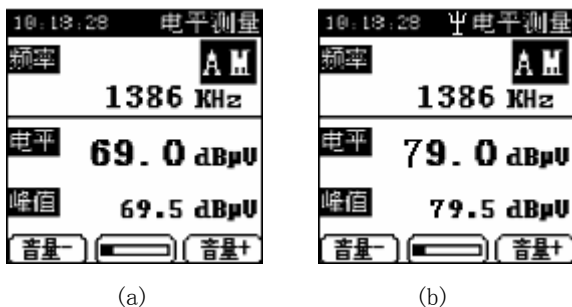 10:18:28 电平测量
频率 AM
1386 KHz
电平 69.0 dBμV
峰值 69.5 dBμV
音量- 音量+
(a)
10:18:28 电平测量
频率 AM
1386 KHz
电平 79.0 dBμV
峰值 79.5 dBμV
音量- 音量+
(b)